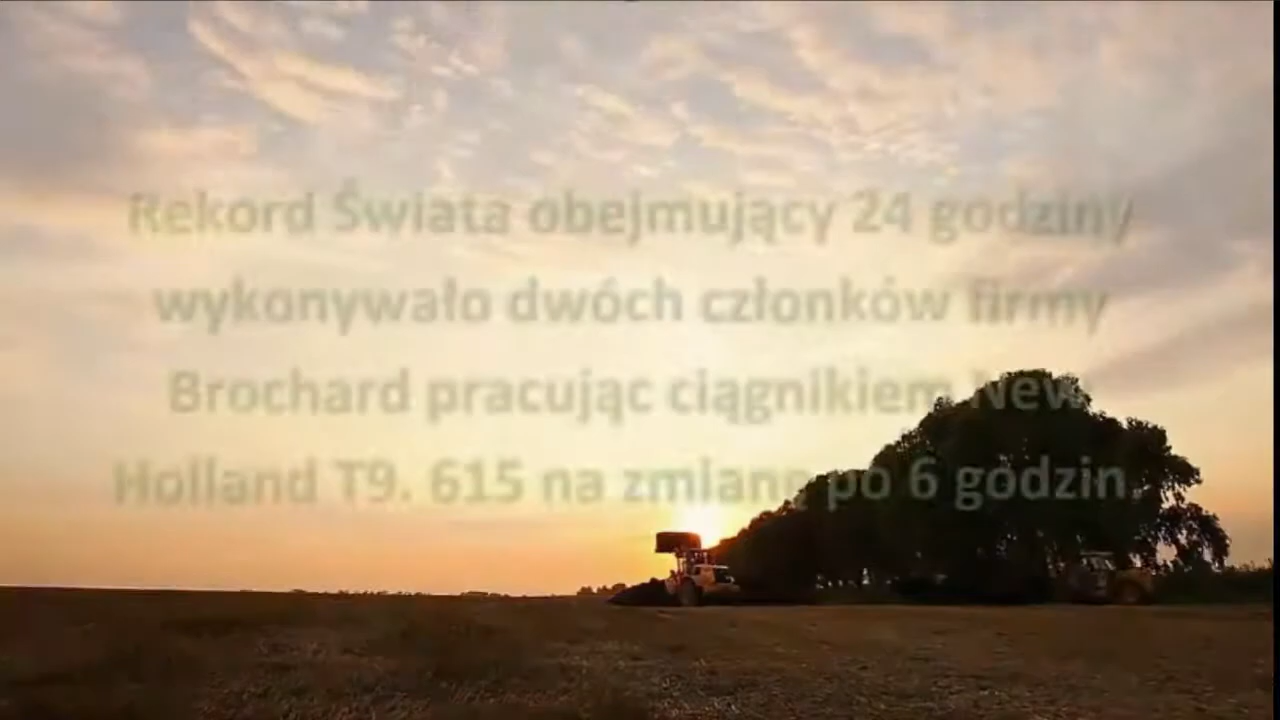 Rekord Świata obejmujący 24 godziny
wykonywało dwóch członków firmy
Brochard pracując ciągnikiem New
Holland T9. 615 na zmianę po 6 godzin.